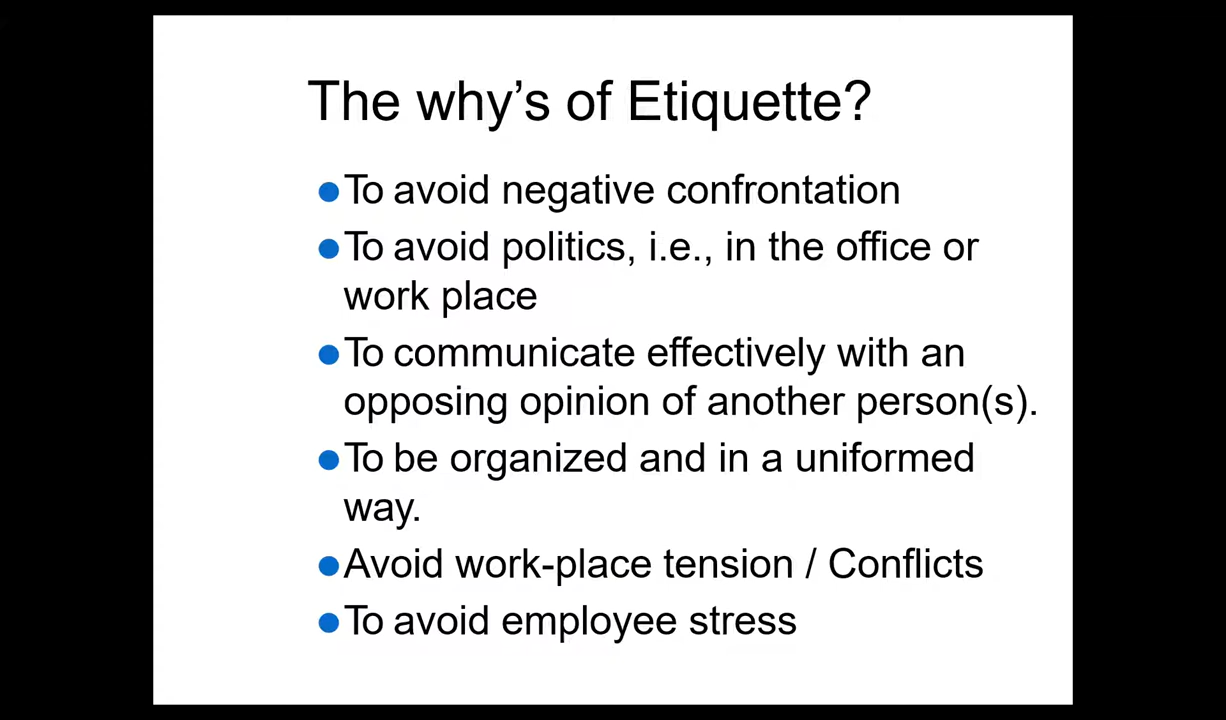 The why’s of Etiquette?
●To avoid negative confrontation
●To avoid politics, i.e., in the office or
work place
●To communicate effectively with an
opposing opinion of another person(s).
●To be organized and in a uniformed
way.
●Avoid work-place tension / Conflicts
●To avoid employee stress